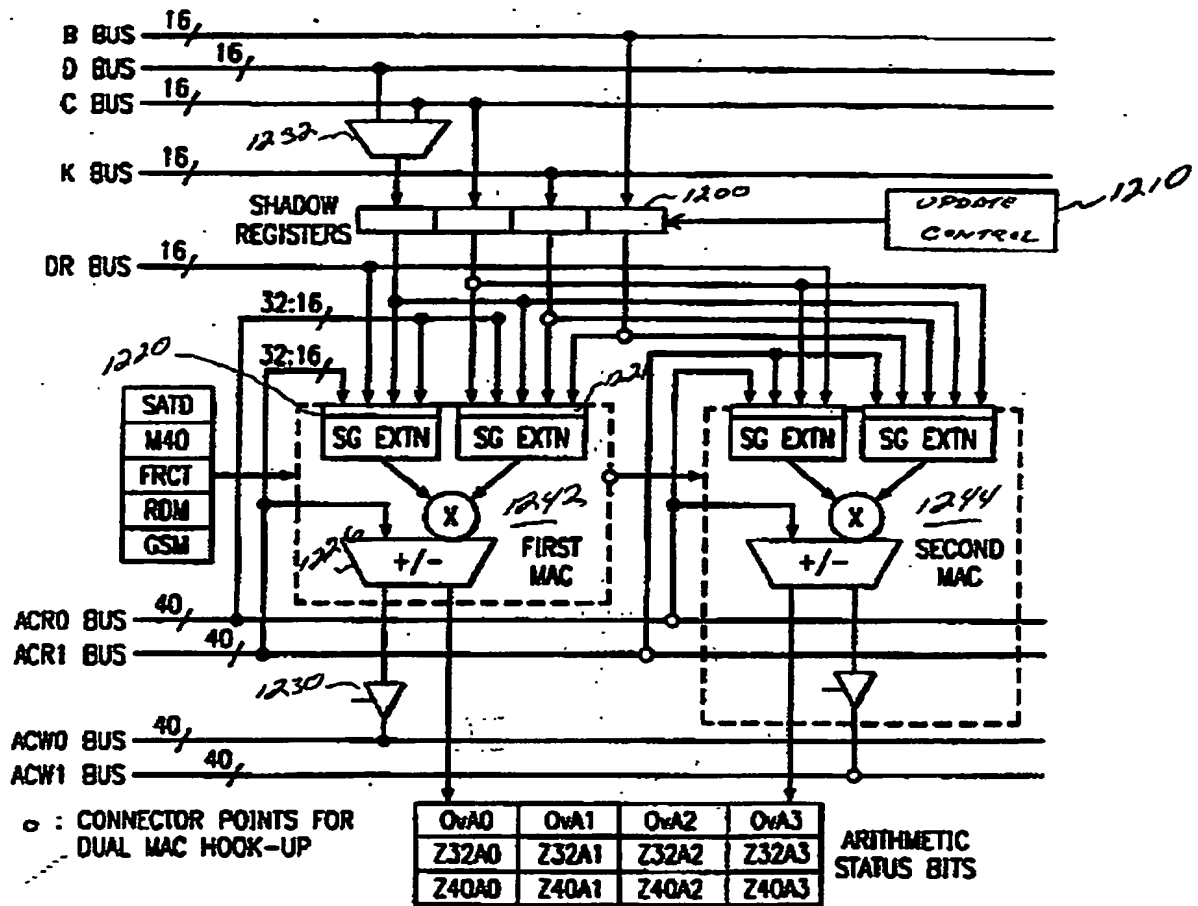 B BUS 16
D BUS 16
C BUS 16
1232
K BUS 16
SHADOW REGISTERS
1200
UPDATE CONTROL
1210
DR BUS 16
32:16
32:16
1220
SATD
M40
FRCT
RDM
GSM
SG EXTN
SG EXTN
SG EXTN
SG EXTN
X
1242
X
1244
+/-
FIRST MAC
+/-
SECOND MAC
ACR0 BUS 40
ACR1 BUS 40
1230
ACW0 BUS 40
ACW1 BUS 40
o : CONNECTOR POINTS FOR
DUAL MAC HOOK-UP
OvA0 OvA1 OvA2 OvA3
Z32A0 Z32A1 Z32A2 Z32A3
Z40A0 Z40A1 Z40A2 Z40A3
ARITHMETIC
STATUS BITS